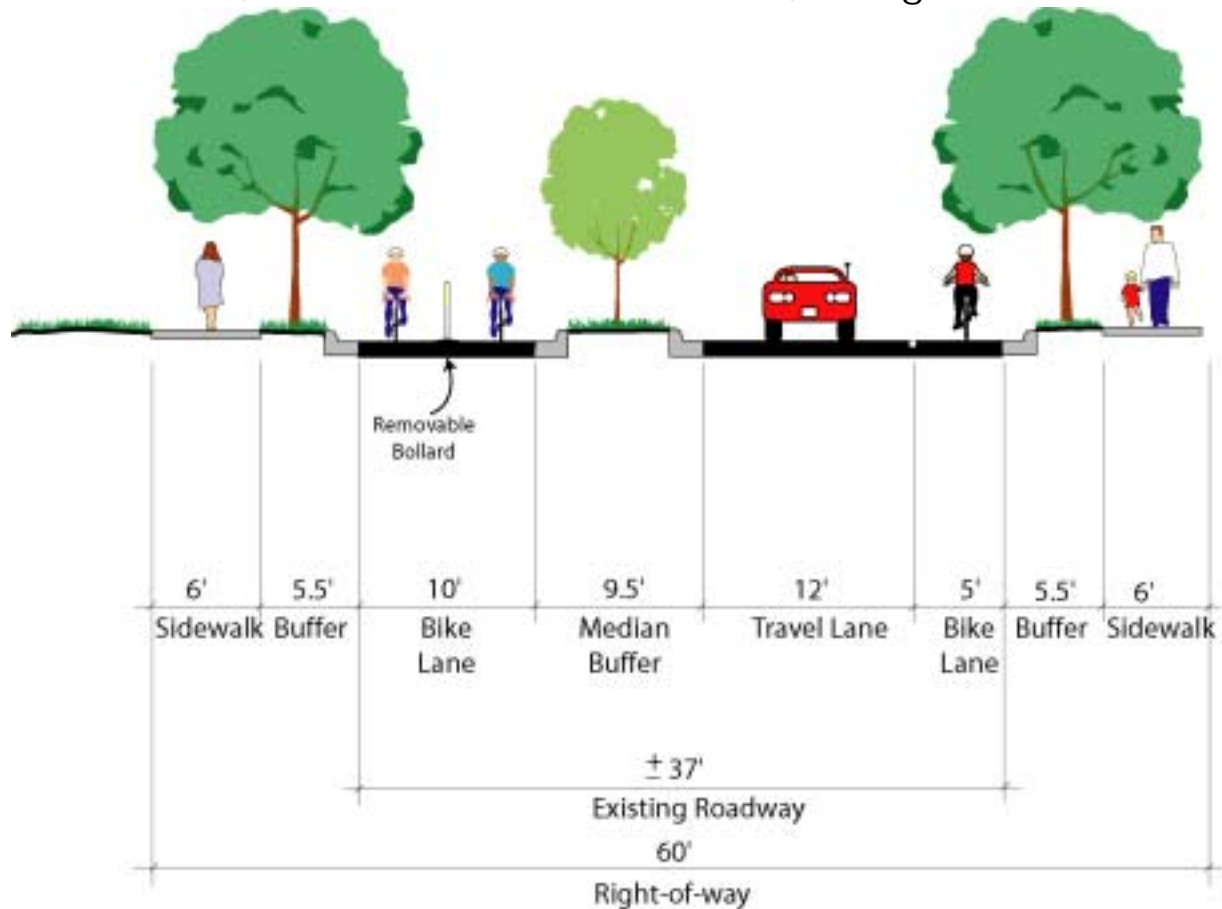 Removable
Bollard
6' 5.5' 10' 9.5' 12' 5' 5.5' 6'
Sidewalk Buffer Bike Median Travel Lane Bike Buffer Sidewalk
Lane Buffer Lane
± 37'
Existing Roadway
60'
Right-of-way